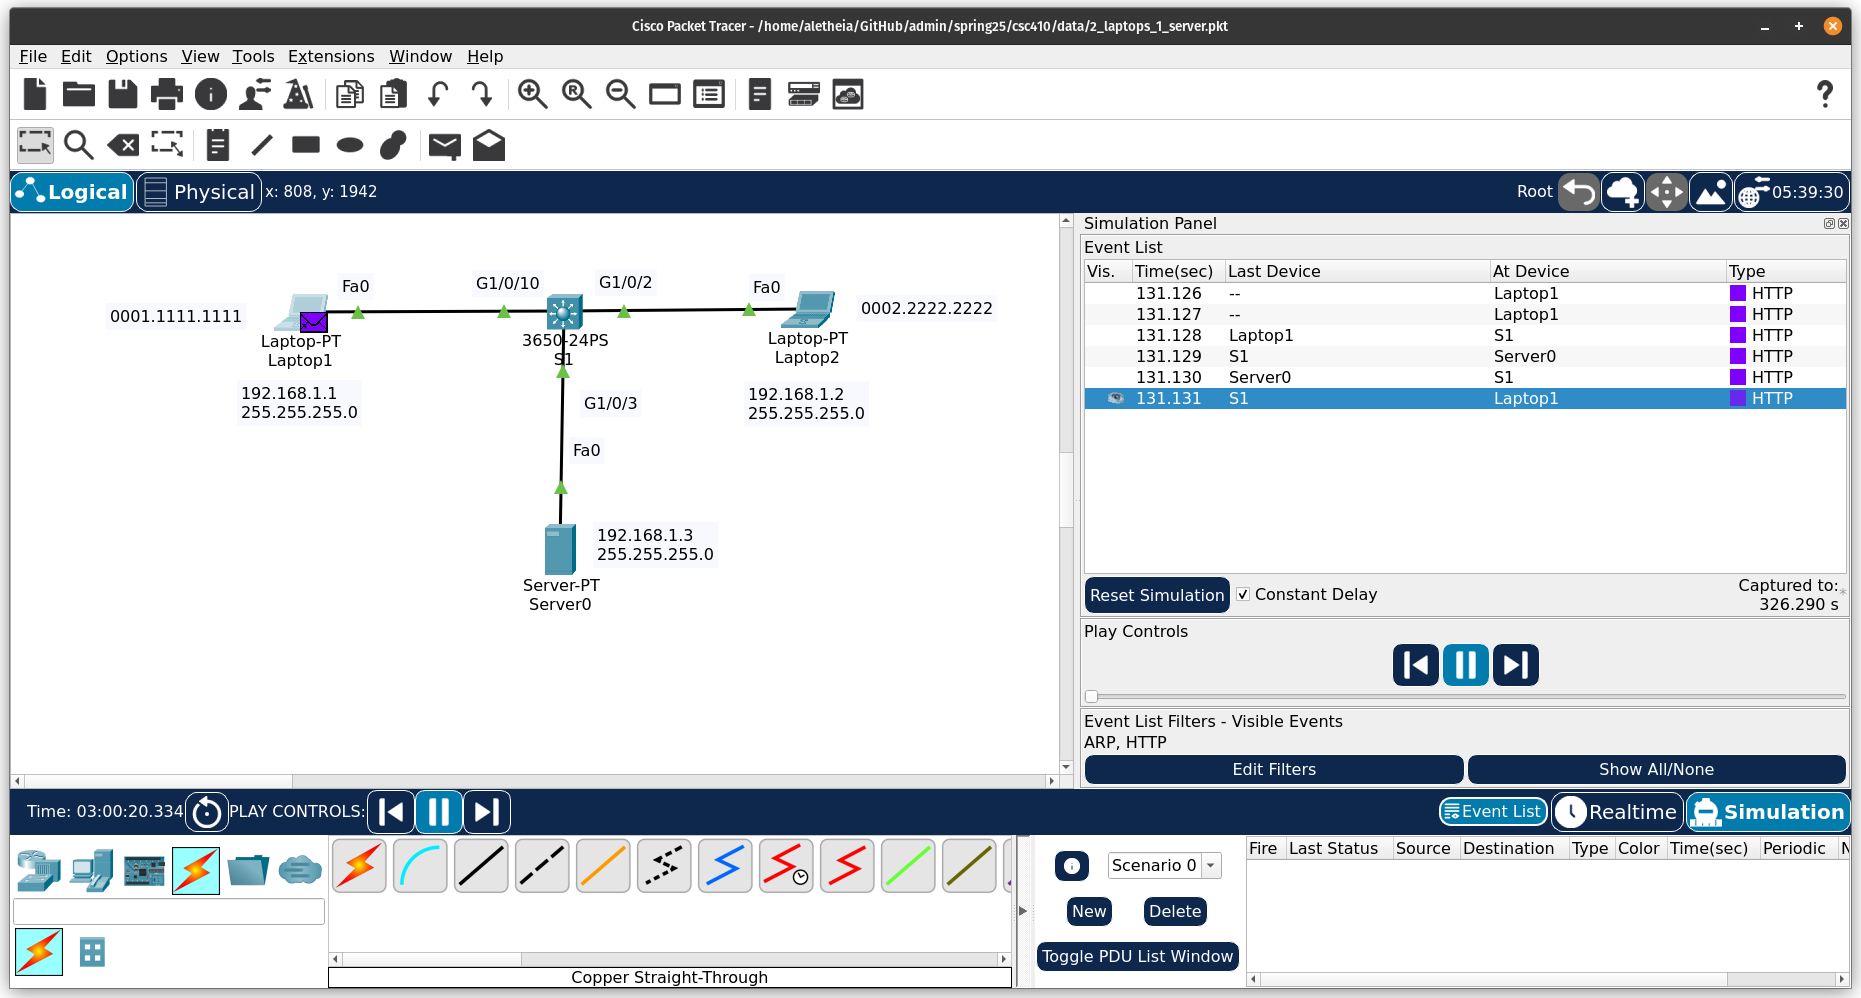 Cisco Packet Tracer - /home/aletheia/GitHub/admin/spring25/csc410/data/2_laptops_1_server.pkt
File Edit Options View Tools Extensions Window Help
Logical Physical x: 808, y: 1942 Root 05:39:30
Fa0 G1/0/10 G1/0/2 Fa0
0001.1111.1111 0002.2222.2222
Laptop-PT
Laptop1
3650-24PS
S1
Laptop-PT
Laptop2
192.168.1.1
255.255.255.0
192.168.1.2
255.255.255.0
G1/0/3
Fa0
192.168.1.3
255.255.255.0
Server-PT
Server0
Simulation Panel
Event List
Vis. Time(sec) Last Device At Device Type
131.126 -- Laptop1 HTTP
131.127 -- Laptop1 HTTP
131.128 Laptop1 S1 HTTP
131.129 S1 Server0 HTTP
131.130 Server0 S1 HTTP
131.131 S1 Laptop1 HTTP
Reset Simulation Constant Delay
Captured to:
326.290 s
Play Controls
Event List Filters - Visible Events
ARP, HTTP
Edit Filters Show All/None
Time: 03:00:20.334 PLAY CONTROLS: Event List Realtime Simulation
Copper Straight-Through
Scenario 0
New Delete
Toggle PDU List Window
Fire Last Status Source Destination Type Color Time(sec) Periodic N